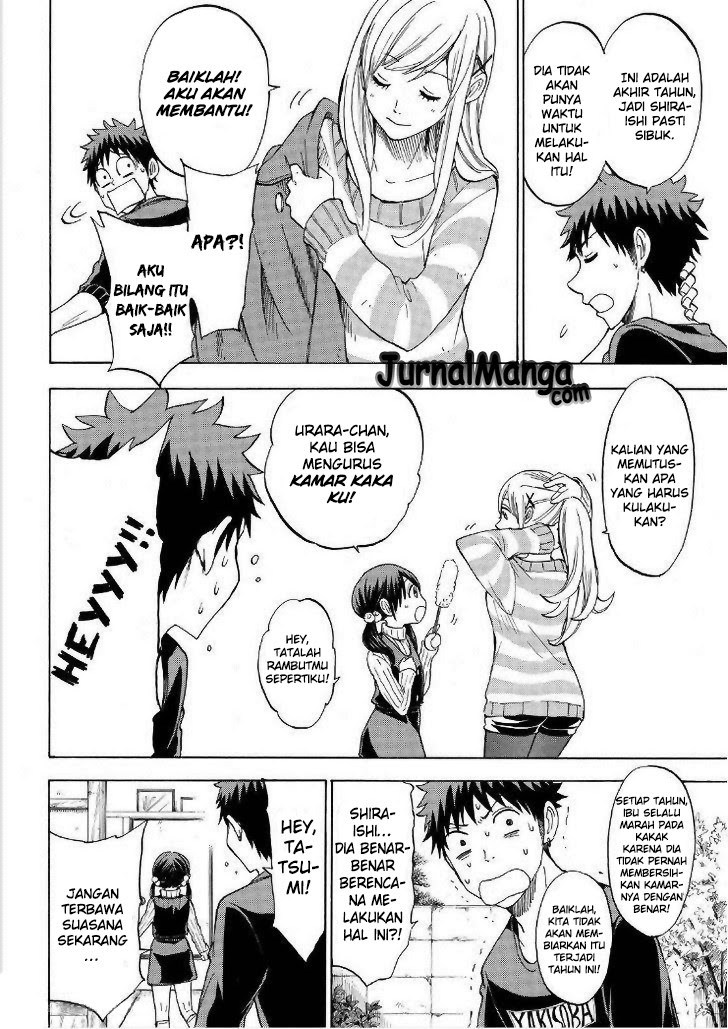 INI ADALAH
AKHIR TAHUN,
JADI SHIRA-
ISHI PASTI
SIBUK.
DIA TIDAK
AKAN
PUNYA
WAKTU
UNTUK
MELAKU-
KAN HAL
ITU!
BAIKLAH!
AKU AKAN
MEMBANTU!
APA?!
AKU
BILANG ITU
BAIK-BAIK
SAJA!!
JurnalManga
com
KALIAN YANG
MEMUTUS-
KAN APA
YANG HARUS
KULAKU-
KAN?
URARA-CHAN,
KAU BISA
MENGURUS
KAMAR KAKA
KU!
HEY,
TATALAH
RAMBUTMU
SEPERTIKU!
HEYYY!!
SETIAP TAHUN,
IBU SELALU
MARAH PADA
KAKAK
KARENA DIA
TIDAK PERNAH
MEMBERSIH-
KAN KAMAR-
NYA DENGAN
BENAR!
BAIKLAH,
KITA TIDAK
AKAN MEM-
BIARKAN ITU
TERJADI
TAHUN INI!
SHIRA-
ISHI...
DIA BENAR-
BENAR
BERENCA-
NA ME-
LAKUKAN
HAL INI?!
YAKISOBA
HEY,
TA-
TSU-
MI!
JANGAN
TERBAWA
SUASANA
SEKARANG
...